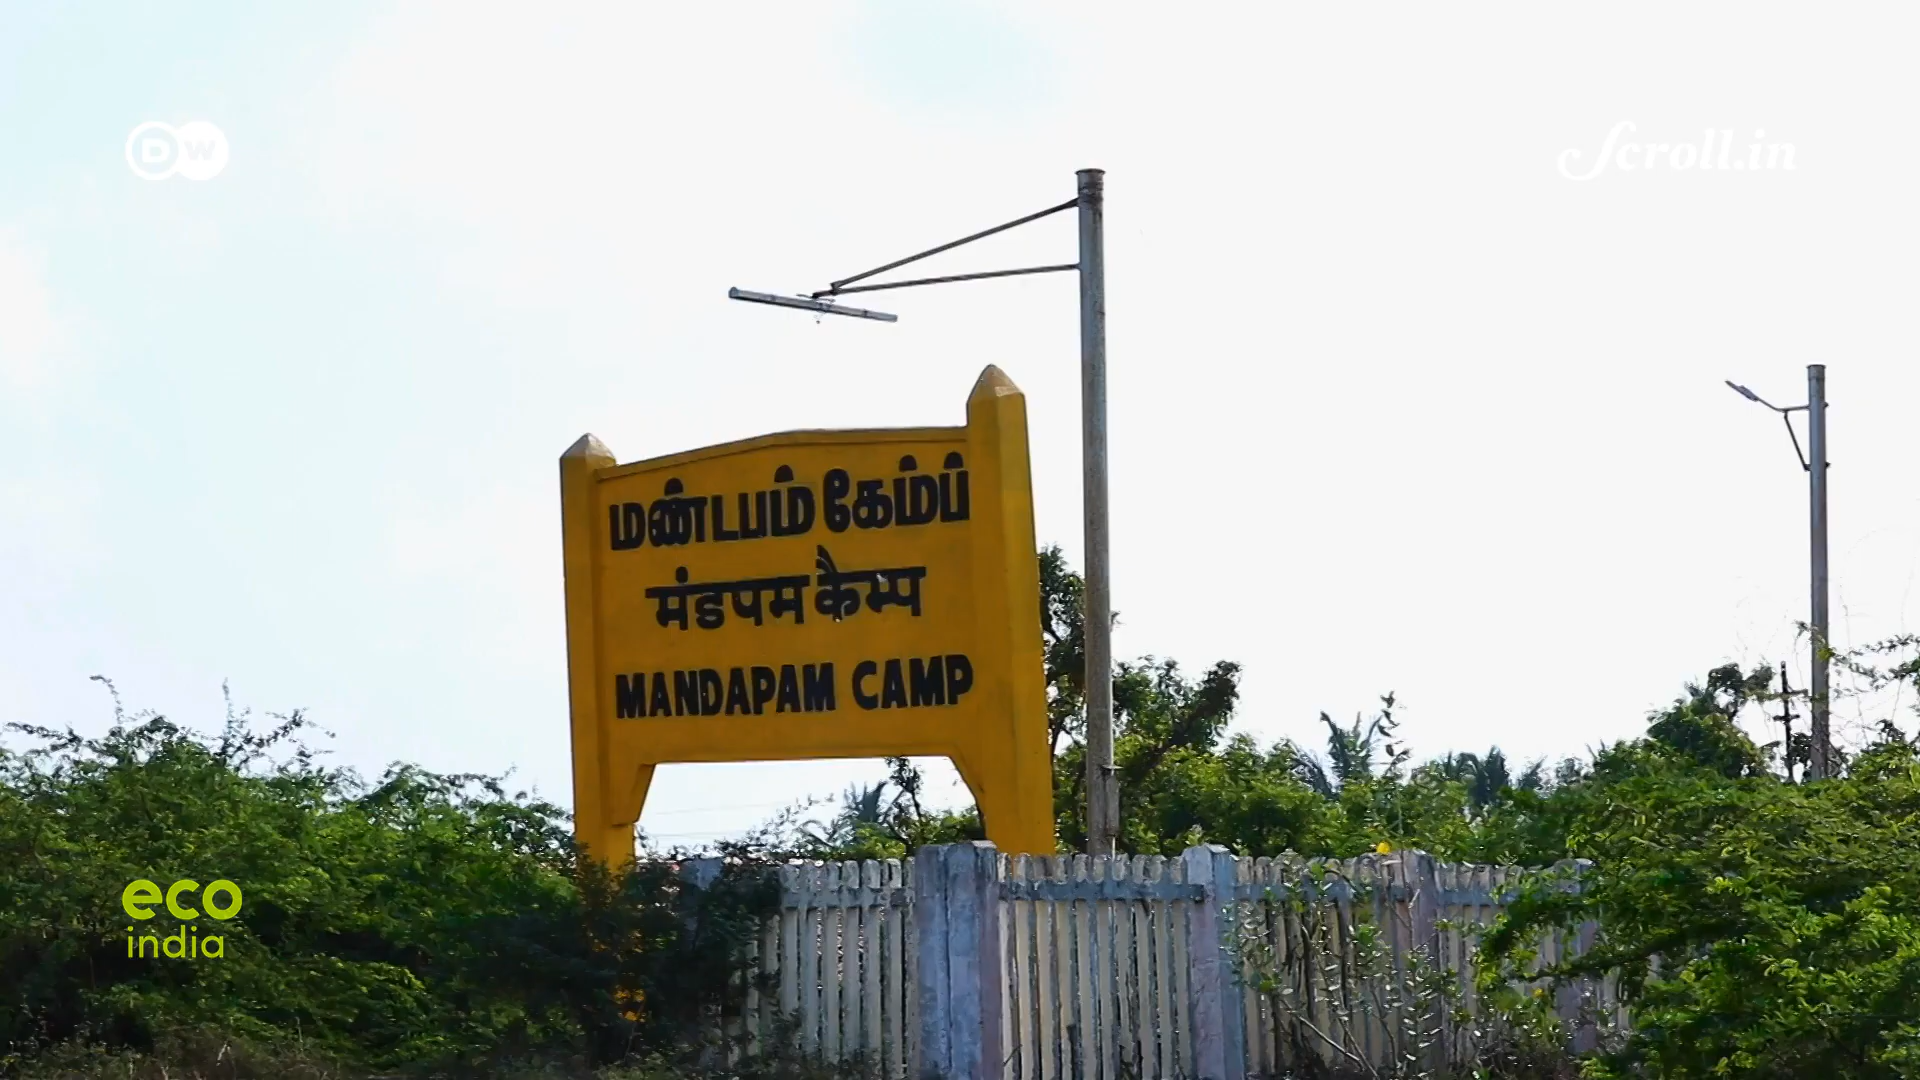 DW
Scroll.in
மண்டபம் கேம்ப்
मंडपम कैम्प
MANDAPAM CAMP
eco
india